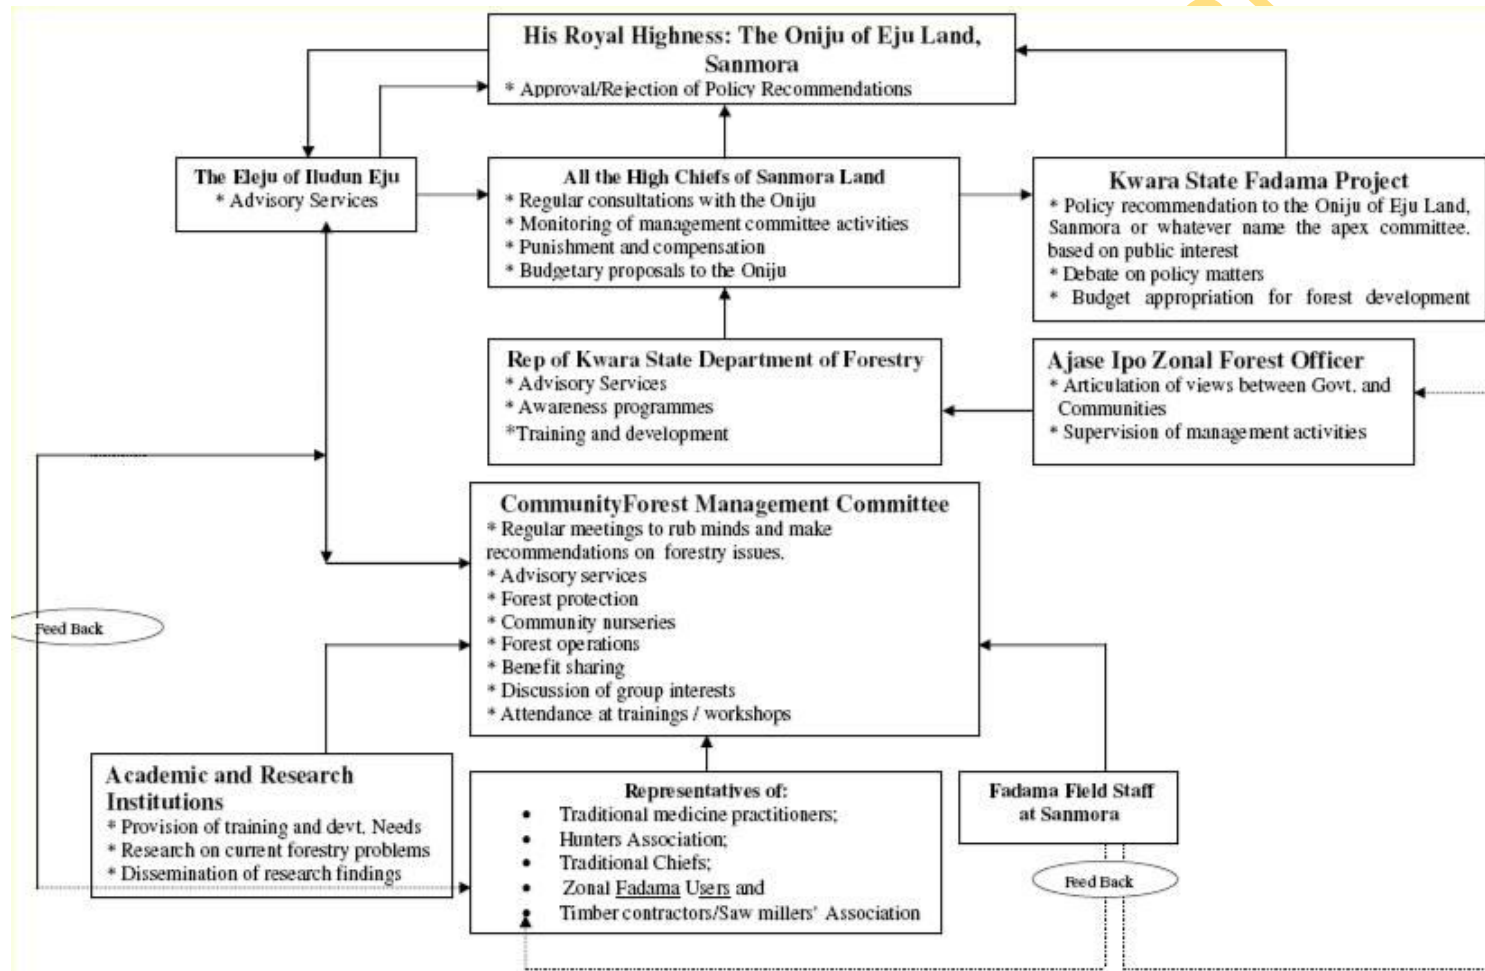 His Royal Highness: The Oniju of Eju Land,
Sanmora
* Approval/Rejection of Policy Recommendations
The Eleju of Iludun Eju
* Advisory Services
All the High Chiefs of Sanmora Land
* Regular consultations with the Oniju
* Monitoring of management committee activities
* Punishment and compensation
* Budgetary proposals to the Oniju
Kwara State Fadama Project
* Policy recommendation to the Oniju of Eju Land,
Sanmora or whatever name the apex committee.
based on public interest
* Debate on policy matters
* Budget appropriation for forest development
Rep of Kwara State Department of Forestry
* Advisory Services
* Awareness programmes
*Training and development
Ajase Ipo Zonal Forest Officer
* Articulation of views between Govt. and
Communities
* Supervision of management activities
CommunityForest Management Committee
* Regular meetings to rub minds and make
recommendations on forestry issues.
* Advisory services
* Forest protection
* Community nurseries
* Forest operations
* Benefit sharing
* Discussion of group interests
* Attendance at trainings / workshops
Feed Back
Academic and Research
Institutions
* Provision of training and devt. Needs
* Research on current forestry problems
* Dissemination of research findings
Representatives of:
• Traditional medicine practitioners;
• Hunters Association;
• Traditional Chiefs;
• Zonal Fadama Users and
• Timber contractors/Saw millers' Association
Fadama Field Staff
at Sanmora
Feed Back